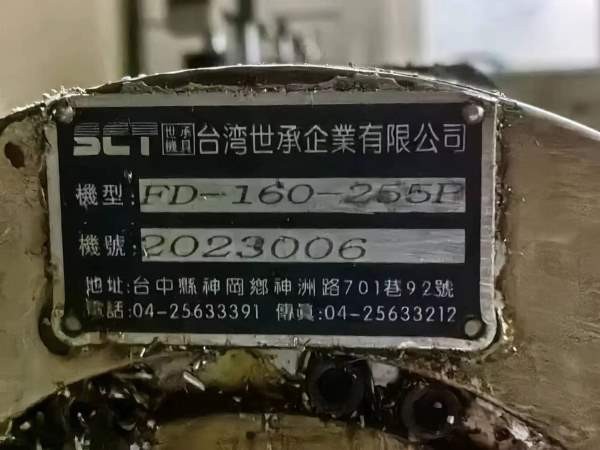 SCT 世承機具 台湾世承企業有限公司
機型:FD-160-255P
機號:2023006
地址:台中縣神岡鄉神洲路701巷92號
電話:04-25633391 傳真:04-25633212